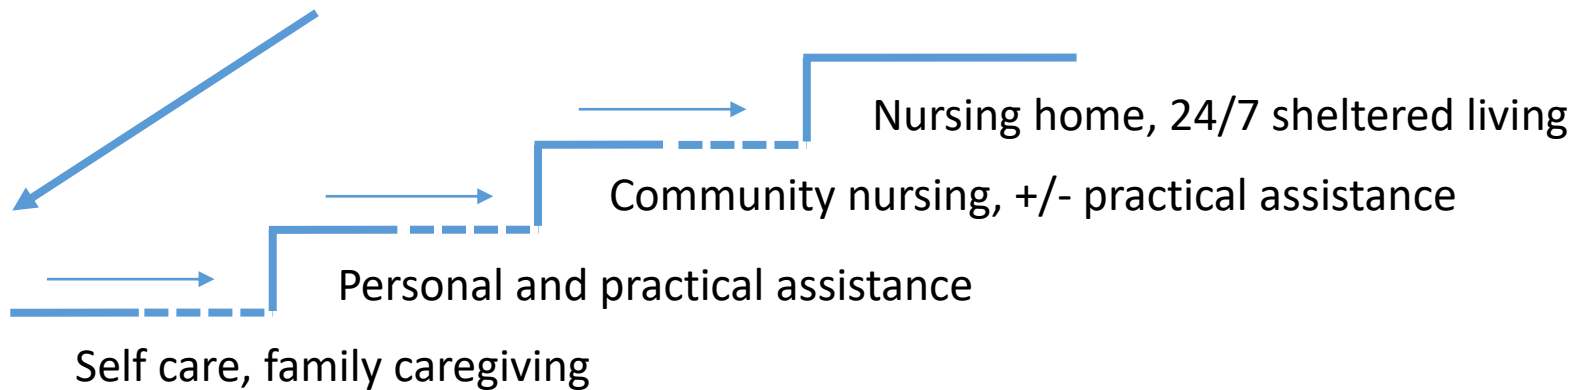 Nursing home, 24/7 sheltered living
Community nursing, +/- practical assistance
Personal and practical assistance
Self care, family caregiving